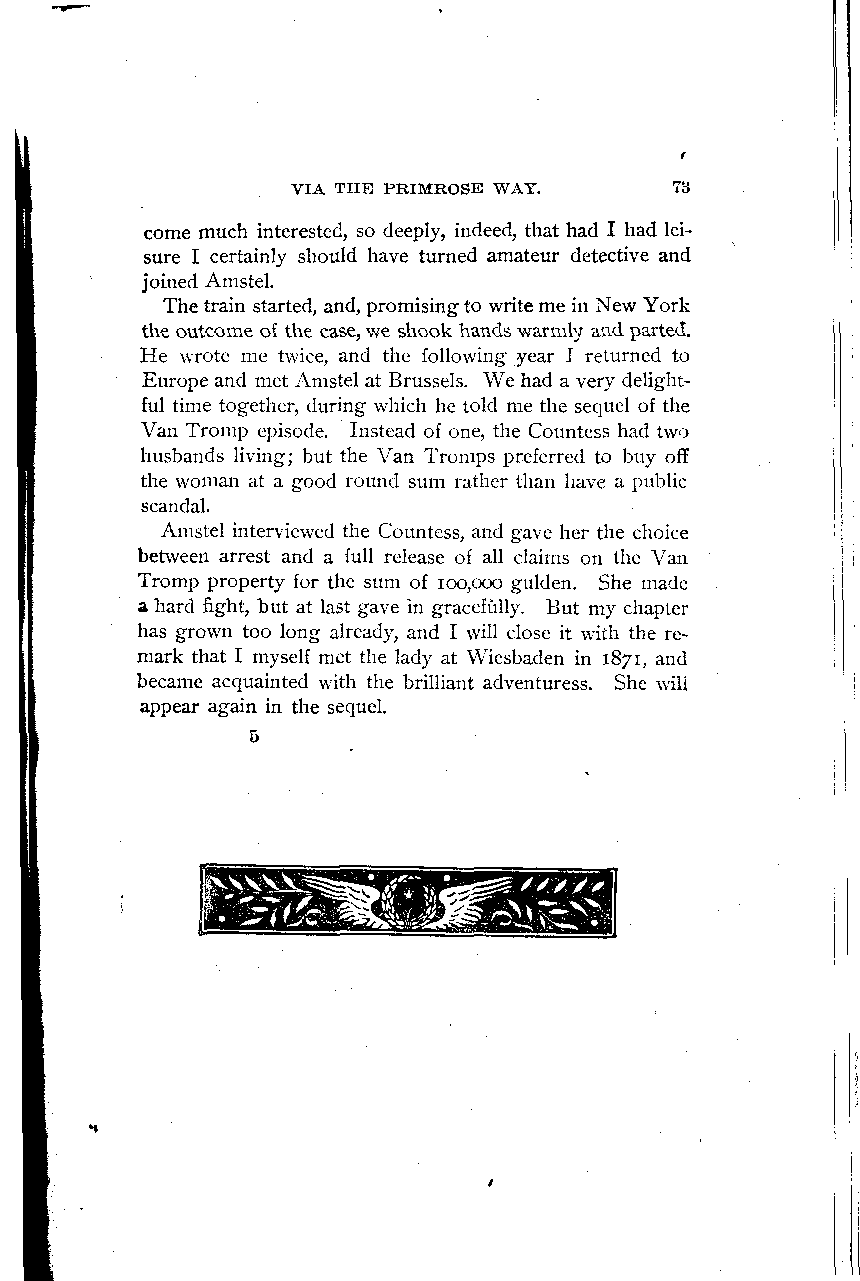 VIA THE PRIMROSE WAY. 73
come much interested, so deeply, indeed, that had I had lei-
sure I certainly should have turned amateur detective and
joined Amstel.
The train started, and, promising to write me in New York
the outcome of the case, we shook hands warmly and parted.
He wrote me twice, and the following year I returned to
Europe and met Amstel at Brussels. We had a very delight-
ful time together, during which he told me the sequel of the
Van Tromp episode. Instead of one, the Countess had two
husbands living; but the Van Tromps preferred to buy off
the woman at a good round sum rather than have a public
scandal.
Amstel interviewed the Countess, and gave her the choice
between arrest and a full release of all claims on the Van
Tromp property for the sum of 100,000 gulden. She made
a hard fight, but at last gave in gracefully. But my chapter
has grown too long already, and I will close it with the re-
mark that I myself met the lady at Wiesbaden in 1871, and
became acquainted with the brilliant adventuress. She will
appear again in the sequel.
5